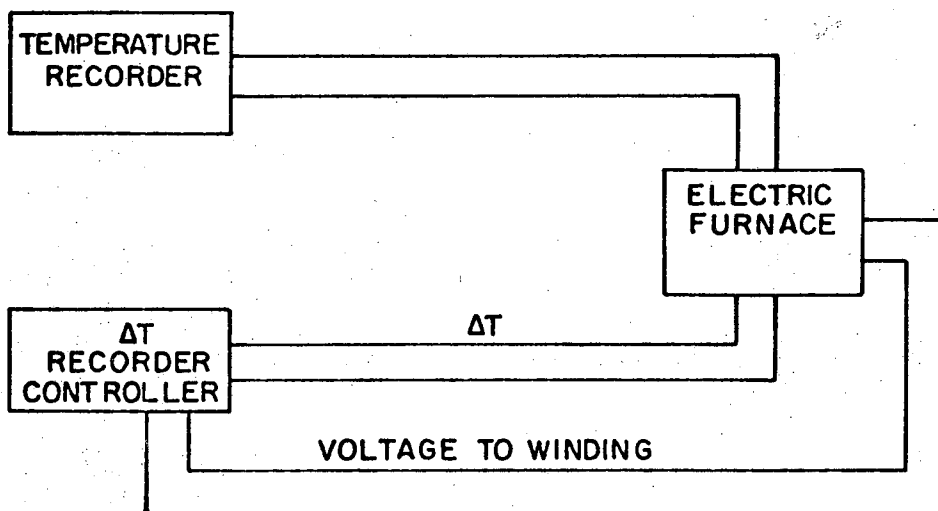 TEMPERATURE
RECORDER
ELECTRIC
FURNACE
ΔT
RECORDER
CONTROLLER
ΔT
VOLTAGE TO WINDING